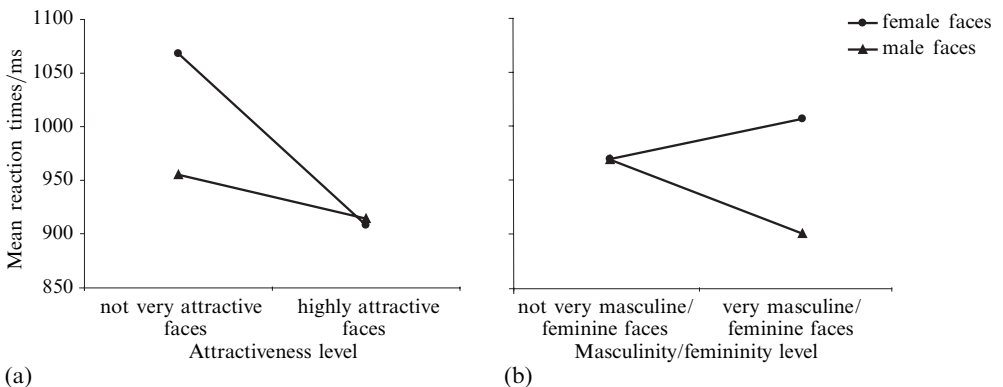 Mean reaction times/ms
1100
1050
1000
950
900
850
not very attractive
faces
highly attractive
faces
Attractiveness level
(a)
female faces
male faces
not very masculine/
feminine faces
very masculine/
feminine faces
Masculinity/femininity level
(b)